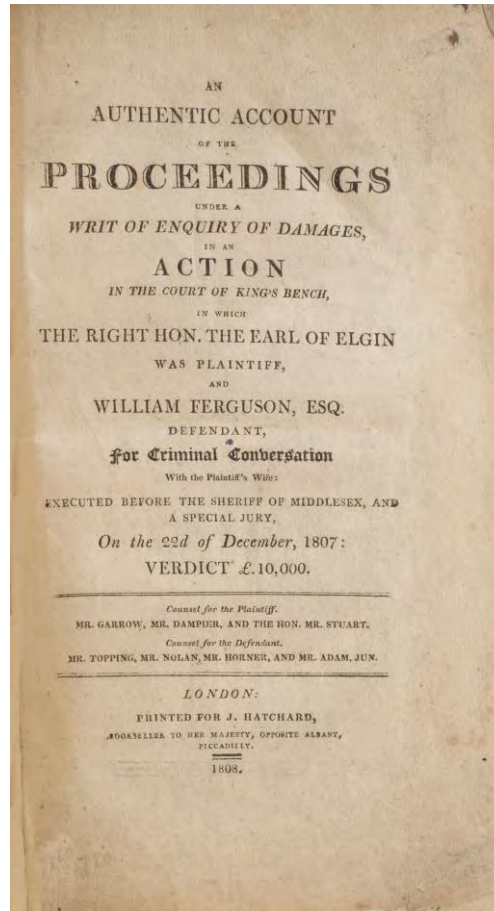 AN
AUTHENTIC ACCOUNT
OF THE
PROCEEDINGS
UNDER A
WRIT OF ENQUIRY OF DAMAGES,
IN AN
ACTION
IN THE COURT OF KING'S BENCH,
IN WHICH
THE RIGHT HON. THE EARL OF ELGIN
WAS PLAINTIFF,
AND
WILLIAM FERGUSON, ESQ.
DEFENDANT,
For Criminal Conversation
With the Plaintiff's Wife:
EXECUTED BEFORE THE SHERIFF OF MIDDLESEX, AND
A SPECIAL JURY,
On the 22d of December, 1807:
VERDICT £.10,000.
Counsel for the Plaintiff.
MR. GARROW, MR. DAMPIER, AND THE HON. MR. STUART.
Counsel for the Defendant.
MR. TOPPING, MR. NOLAN, MR. HORNER, AND MR. ADAM, JUN.
LONDON:
PRINTED FOR J. HATCHARD,
BOOKSELLER TO HER MAJESTY, OPPOSITE ALBANY,
PICCADILLY.
1808.